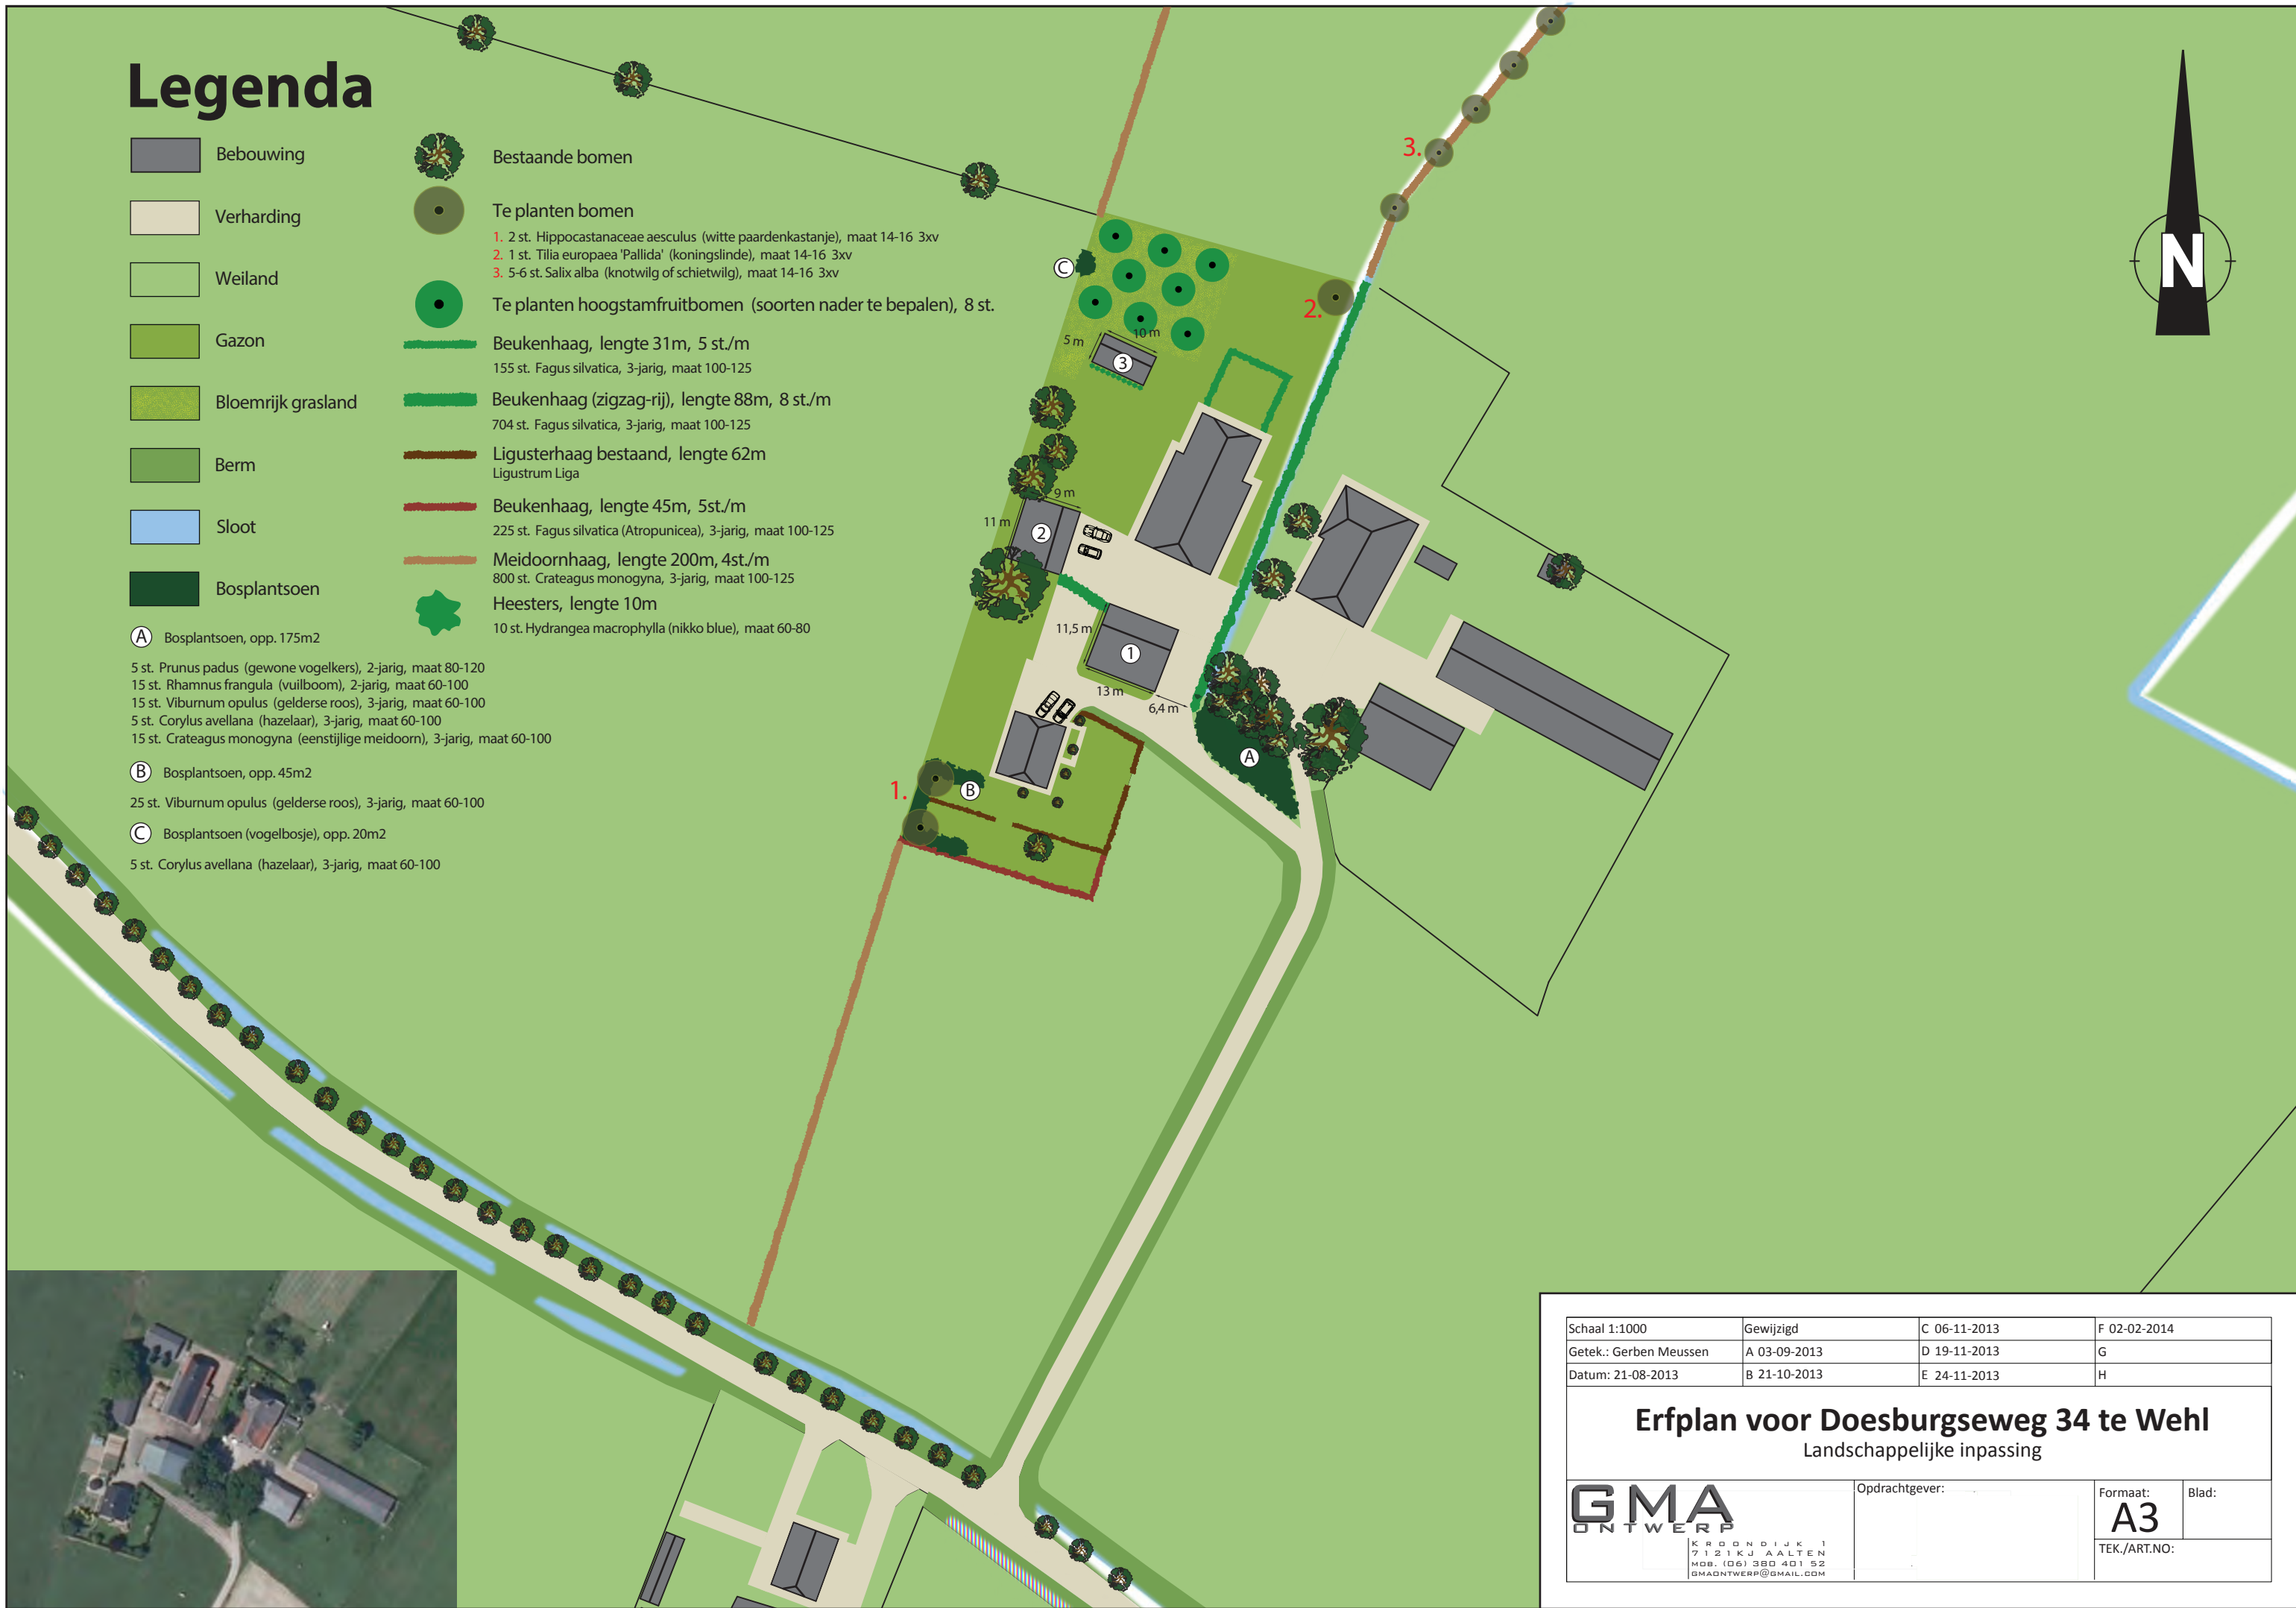 Legenda
Bebouwing
Verharding
Weiland
Gazon
Bloemrijk grasland
Berm
Sloot
Bosplantsoen
A Bosplantsoen, opp. 175m2
5 st. Prunus padus (gewone vogelkers), 2-jarig, maat 80-120
15 st. Rhamnus frangula (vuilboom), 2-jarig, maat 60-100
15 st. Viburnum opulus (gelderse roos), 3-jarig, maat 60-100
5 st. Corylus avellana (hazelaar), 3-jarig, maat 60-100
15 st. Crateagus monogyna (eenstijlige meidoorn), 3-jarig, maat 60-100
B Bosplantsoen, opp. 45m2
25 st. Viburnum opulus (gelderse roos), 3-jarig, maat 60-100
C Bosplantsoen (vogelbosje), opp. 20m2
5 st. Corylus avellana (hazelaar), 3-jarig, maat 60-100
Bestaande bomen
Te planten bomen
1. 2 st. Hippocastanaceae aesculus (witte paardenkastanje), maat 14-16 3xv
2. 1 st. Tilia europaea 'Pallida' (koningslinde), maat 14-16 3xv
3. 5-6 st. Salix alba (knotwilg of schietwilg), maat 14-16 3xv
Te planten hoogstamfruitbomen (soorten nader te bepalen), 8 st.
Beukenhaag, lengte 31m, 5 st./m
155 st. Fagus silvatica, 3-jarig, maat 100-125
Beukenhaag (zigzag-rij), lengte 88m, 8 st./m
704 st. Fagus silvatica, 3-jarig, maat 100-125
Ligusterhaag bestaand, lengte 62m
Ligustrum Liga
Beukenhaag, lengte 45m, 5st./m
225 st. Fagus silvatica (Atropunicea), 3-jarig, maat 100-125
Meidoornhaag, lengte 200m, 4st./m
800 st. Crateagus monogyna, 3-jarig, maat 100-125
Heesters, lengte 10m
10 st. Hydrangea macrophylla (nikko blue), maat 60-80
3.
N
C
2.
10 m
5 m
3
9 m
11 m
2
11,5 m
1
13 m
6,4 m
A
1.
B
Schaal 1:1000 Gewijzigd C 06-11-2013 F 02-02-2014
Getek.: Gerben Meussen A 03-09-2013 D 19-11-2013 G
Datum: 21-08-2013 B 21-10-2013 E 24-11-2013 H
Erfplan voor Doesburgseweg 34 te Wehl
Landschappelijke inpassing
GMA
ONTWERP
KROONDIJK 1
7121KJ AALTEN
MOB. (06) 380 401 52
GMAONTWERP@GMAIL.COM
Opdrachtgever:
Formaat:
A3
Blad:
TEK./ART.NO: